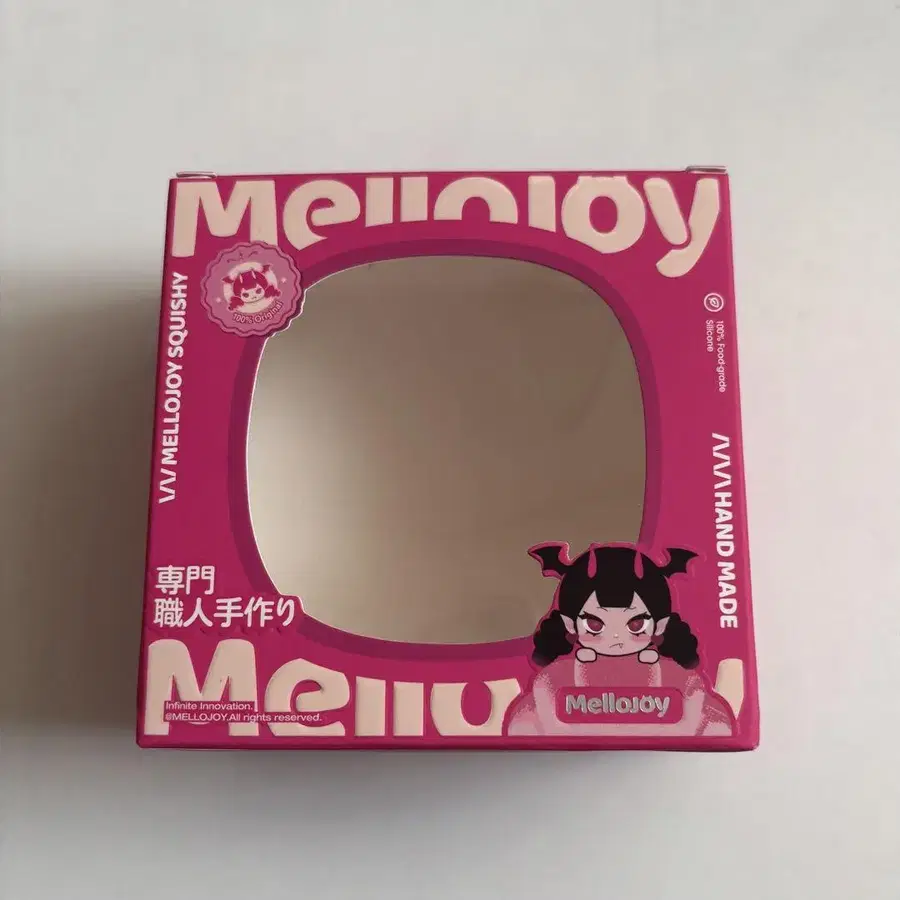 MelloJoy
100% Original
\/\/ MELLOJOY SQUISHY
100% Food-grade
Silicone
/\/\/\ HAND MADE
専門
職人手作り
Infinite Innovation.
@MELLOJOY.All rights reserved.
MelloJoy